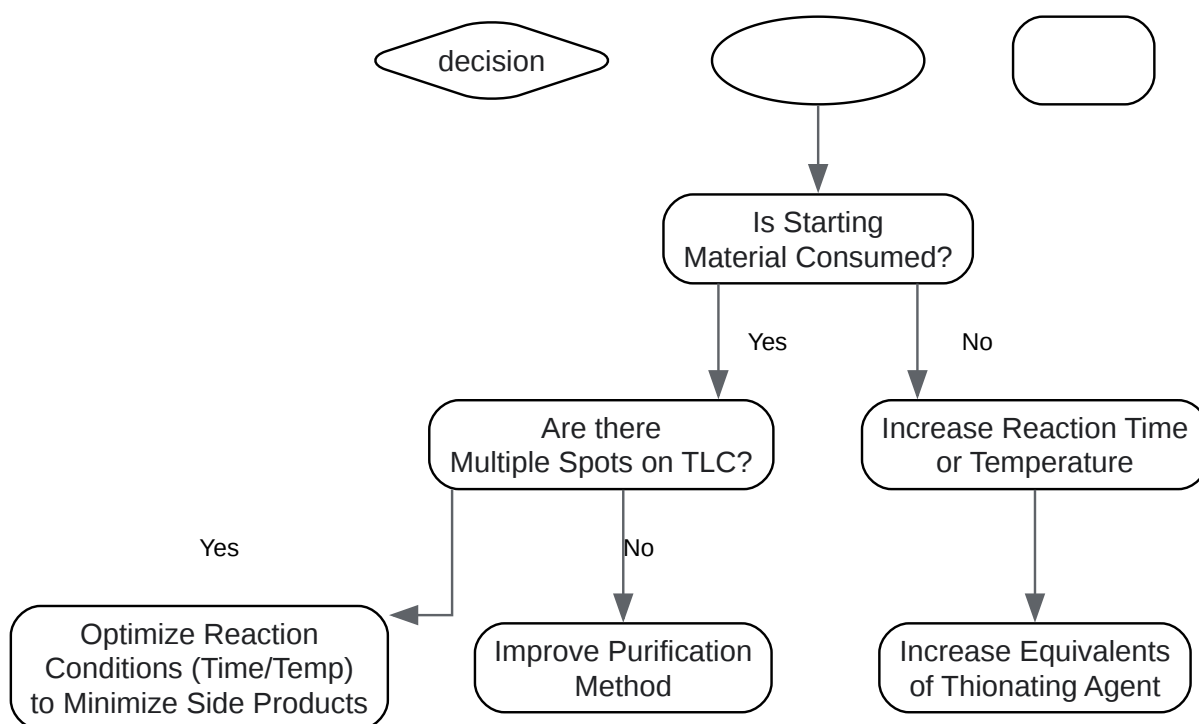 decision
Is Starting
Material Consumed?
Yes
No
Are there
Multiple Spots on TLC?
Increase Reaction Time
or Temperature
Yes
No
Optimize Reaction
Conditions (Time/Temp)
to Minimize Side Products
Improve Purification
Method
Increase Equivalents
of Thionating Agent